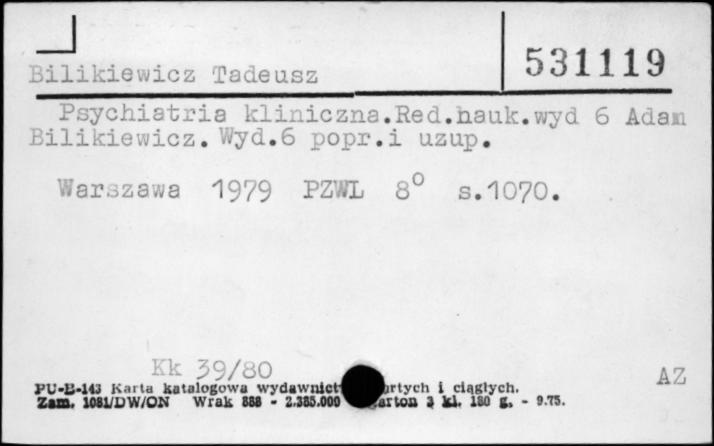 531119
Bilikiewicz Tadeusz
Psychiatria kliniczna.Red.nauk.wyd 6 Adam
Bilikiewicz. Wyd.6 popr.i uzup.
Warszawa 1979 PZWL 8° s.1070.
Kk 39/80
AZ
PU-B-143 Karta katalogowa wydawnict rtych i ciągłych.
Zam. 1081/DW/ON Wrak 888 - 2.385.000 arton 3 kl. 180 g. - 9.75.